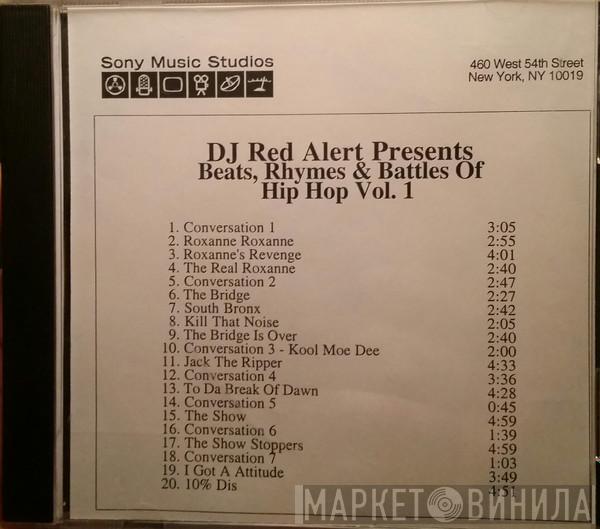 Sony Music Studios
460 West 54th Street
New York, NY 10019
DJ Red Alert Presents
Beats, Rhymes & Battles Of
Hip Hop Vol. 1
1. Conversation 1 3:05
2. Roxanne Roxanne 2:55
3. Roxanne's Revenge 4:01
4. The Real Roxanne 2:40
5. Conversation 2 2:47
6. The Bridge 2:27
7. South Bronx 2:42
8. Kill That Noise 2:05
9. The Bridge Is Over 2:40
10. Conversation 3 - Kool Moe Dee 2:00
11. Jack The Ripper 4:33
12. Conversation 4 3:36
13. To Da Break Of Dawn 4:28
14. Conversation 5 0:45
15. The Show 4:59
16. Conversation 6 1:39
17. The Show Stoppers 4:59
18. Conversation 7 1:03
19. I Got A Attitude 3:49
20. 10% Dis 4:51
МАРКЕТ ВИНИЛА